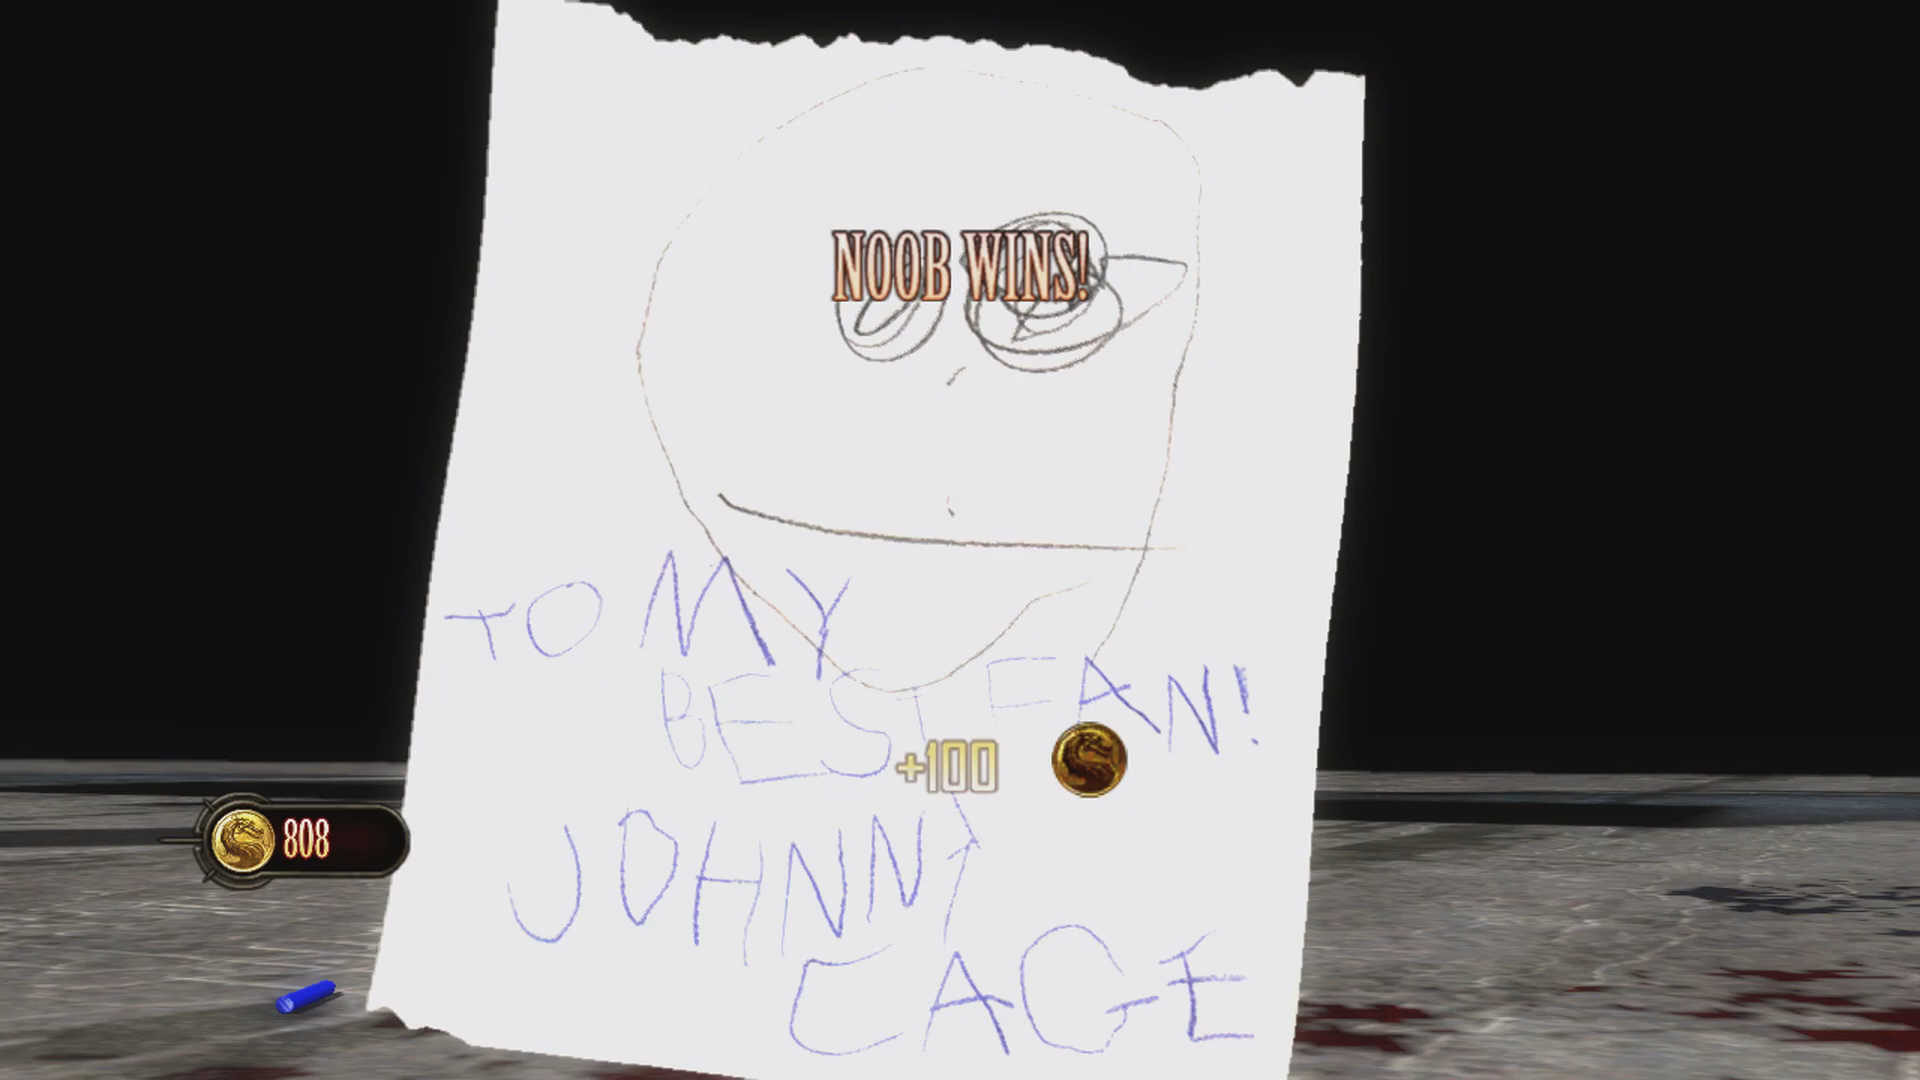 NOOB WINS!
TO MY
BEST FAN!
+100
808
JOHNNY
CAGE